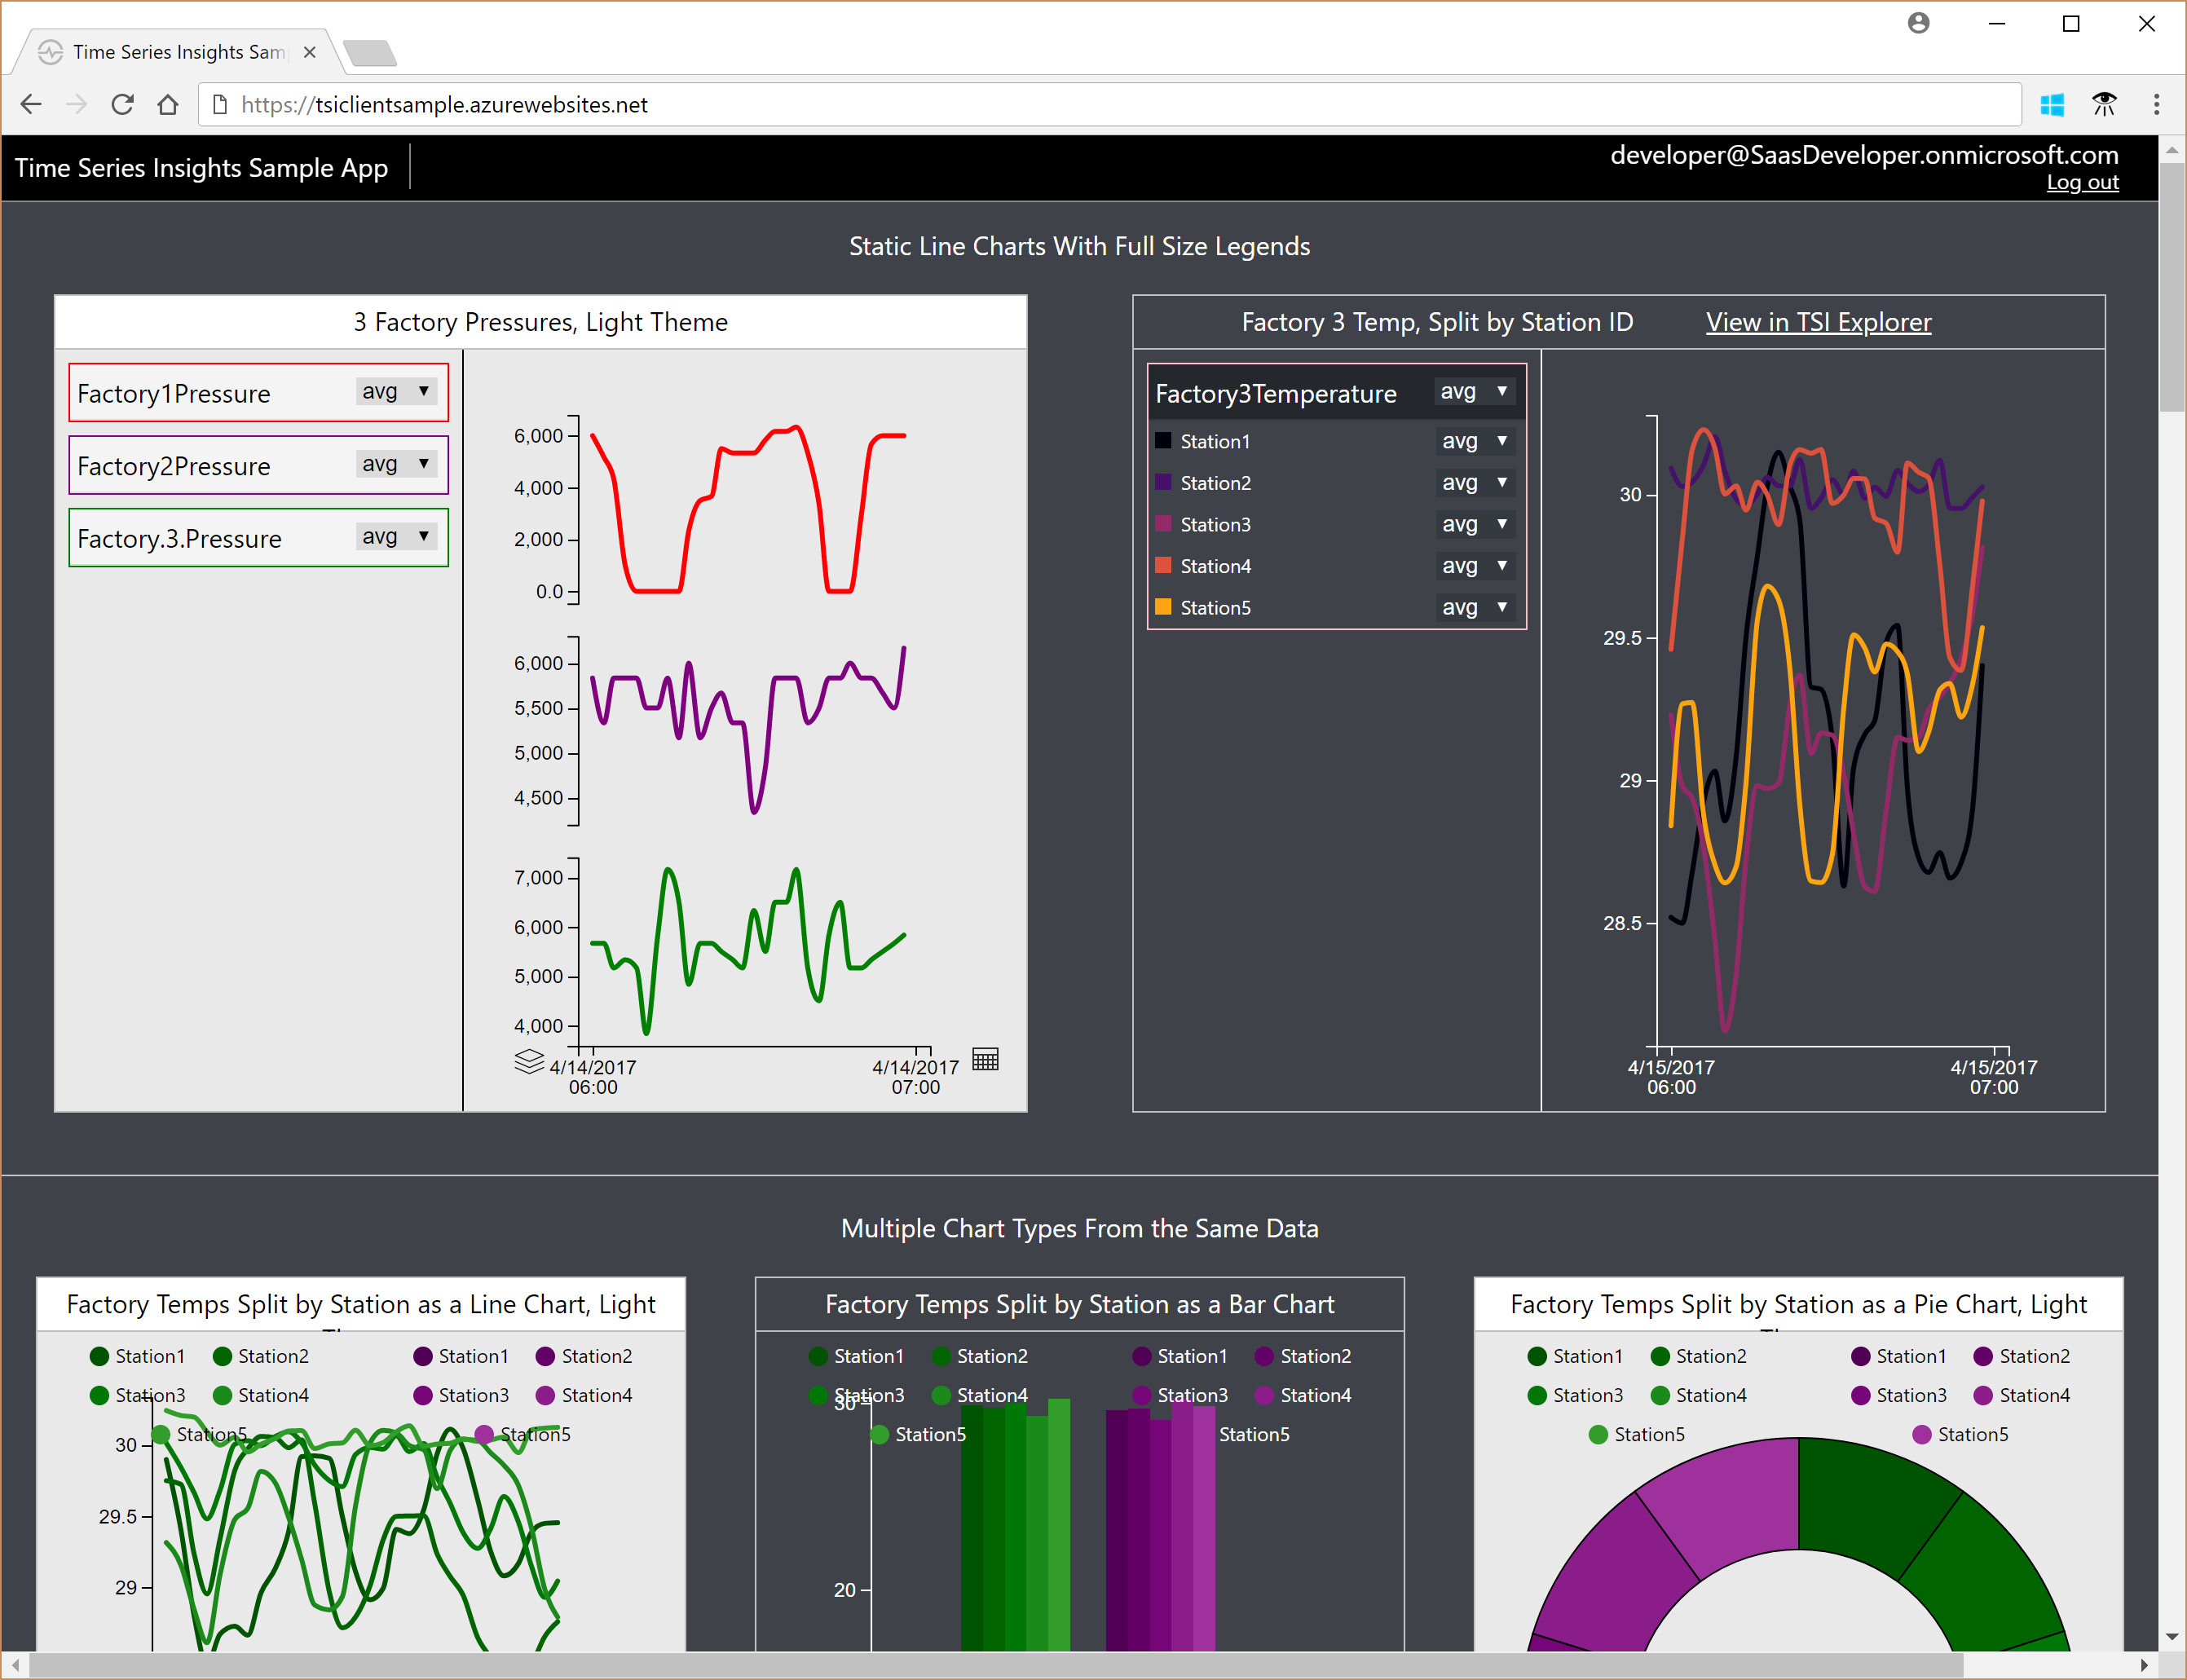 Time Series Insights Sam
https://tsiclientsample.azurewebsites.net
Time Series Insights Sample App
developer@SaasDeveloper.onmicrosoft.com
Log out
Static Line Charts With Full Size Legends
3 Factory Pressures, Light Theme
Factory1Pressure avg
Factory2Pressure avg
Factory.3.Pressure avg
6,000
4,000
2,000
0.0
6,000
5,500
5,000
4,500
7,000
6,000
5,000
4,000
4/14/2017 4/14/2017
06:00 07:00
Factory 3 Temp, Split by Station ID View in TSI Explorer
Factory3Temperature avg
Station1 avg
Station2 avg
Station3 avg
Station4 avg
Station5 avg
30
29.5
29
28.5
4/15/2017 4/15/2017
06:00 07:00
Multiple Chart Types From the Same Data
Factory Temps Split by Station as a Line Chart, Light
Station1 Station2 Station1 Station2
Station3 Station4 Station3 Station4
Station5 Station5
30
29.5
29
Factory Temps Split by Station as a Bar Chart
Station1 Station2 Station1 Station2
Station3 Station4 Station3 Station4
30
Station5 Station5
20
Factory Temps Split by Station as a Pie Chart, Light
Station1 Station2 Station1 Station2
Station3 Station4 Station3 Station4
Station5 Station5